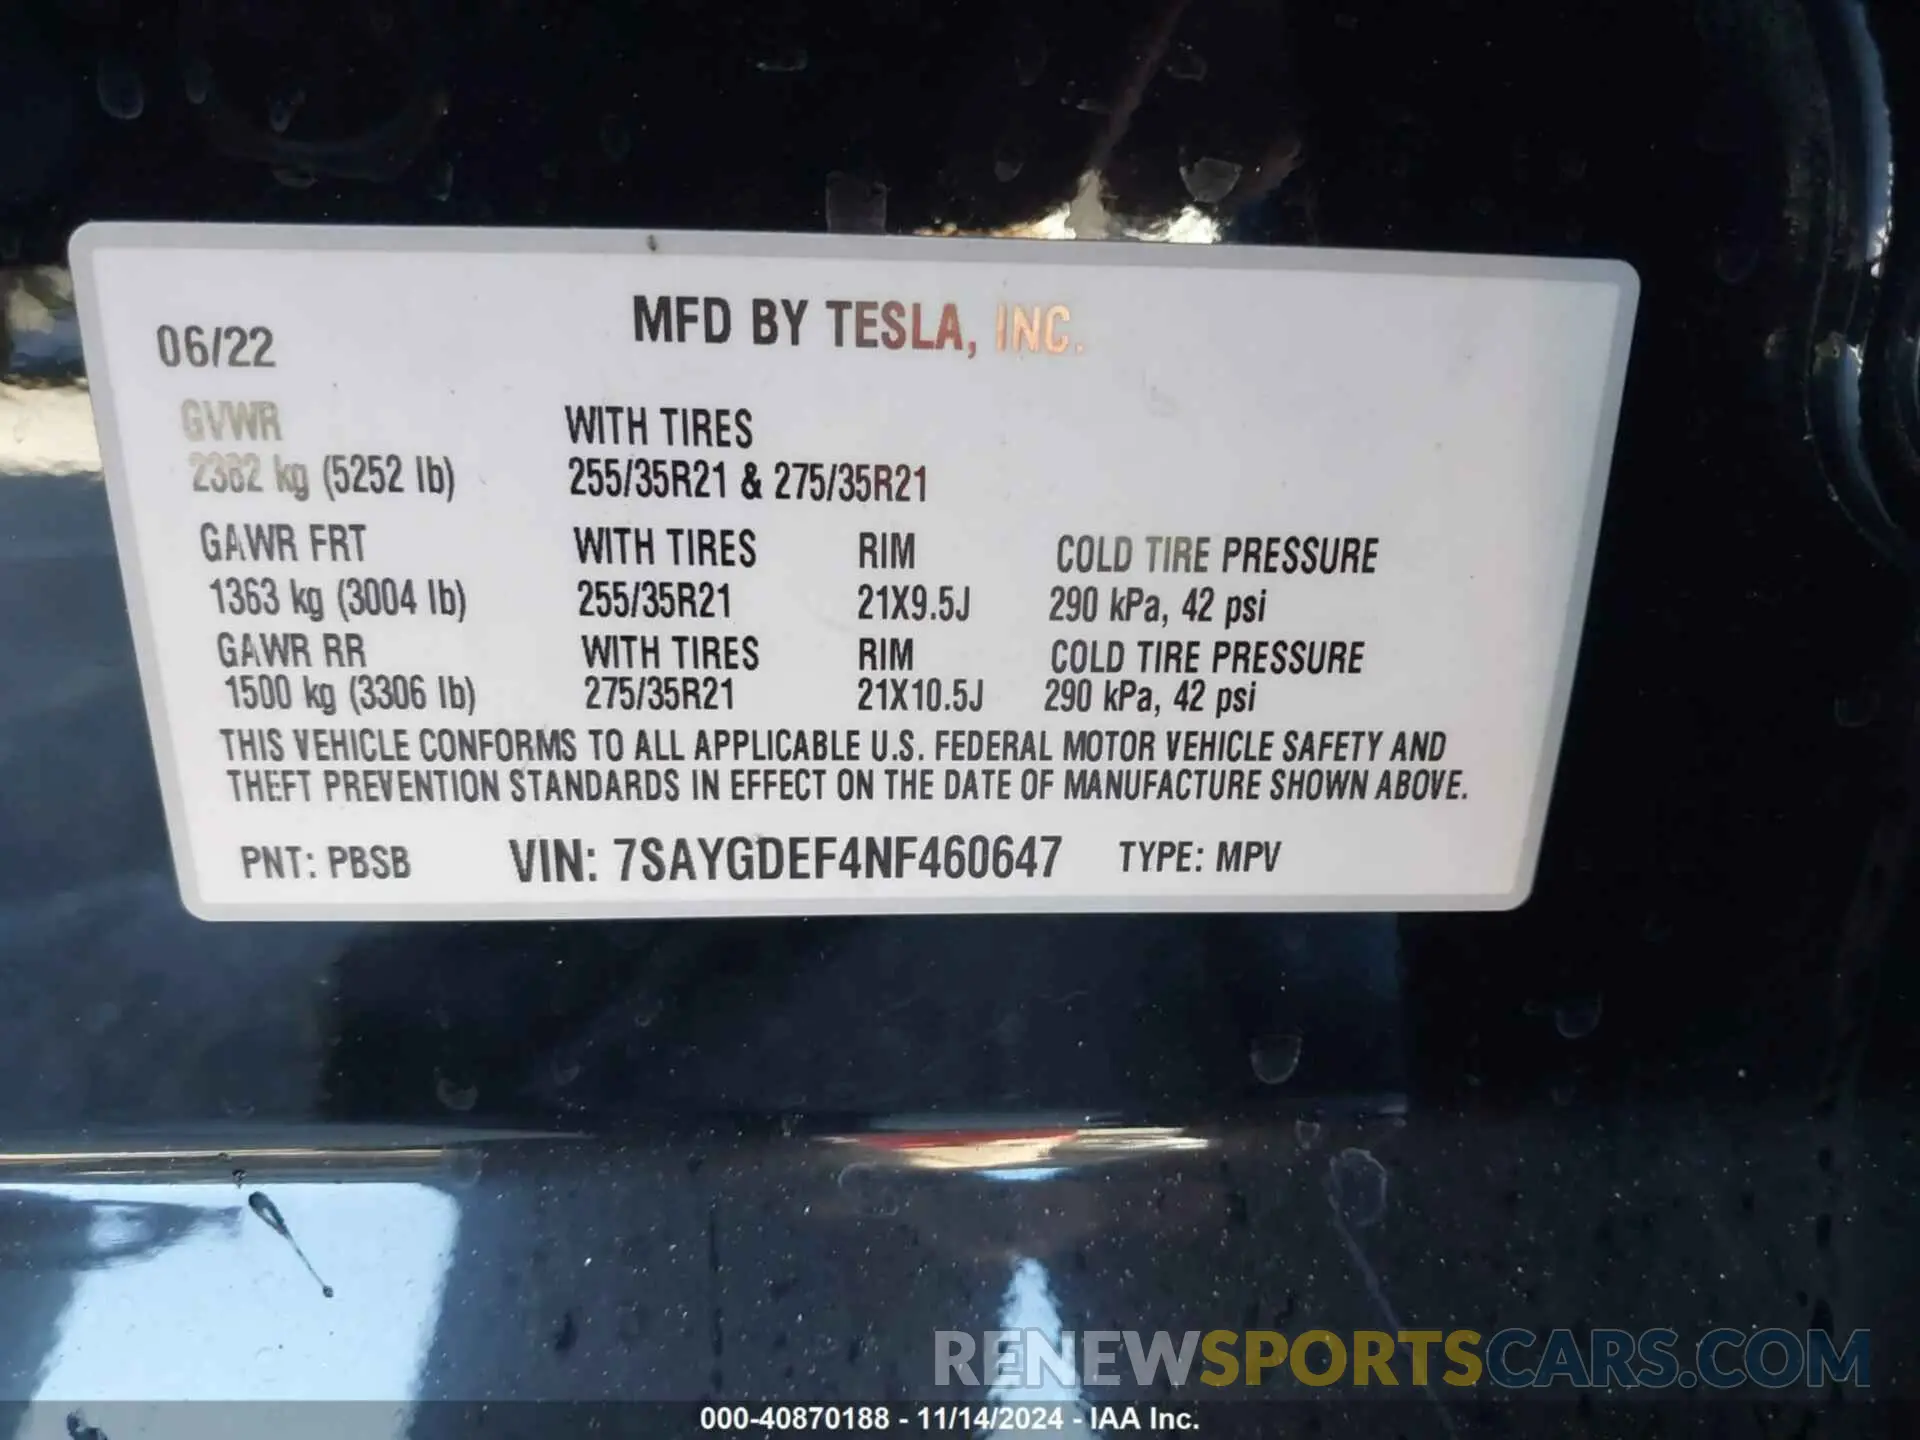 MFD BY TESLA, INC.
06/22
GVWR WITH TIRES
2382 kg (5252 lb) 255/35R21 & 275/35R21
GAWR FRT WITH TIRES RIM COLD TIRE PRESSURE
1363 kg (3004 lb) 255/35R21 21X9.5J 290 kPa, 42 psi
GAWR RR WITH TIRES RIM COLD TIRE PRESSURE
1500 kg (3306 lb) 275/35R21 21X10.5J 290 kPa, 42 psi
THIS VEHICLE CONFORMS TO ALL APPLICABLE U.S. FEDERAL MOTOR VEHICLE SAFETY AND
THEFT PREVENTION STANDARDS IN EFFECT ON THE DATE OF MANUFACTURE SHOWN ABOVE.
PNT: PBSB VIN: 7SAYGDEF4NF460647 TYPE: MPV
RENEWSPORTSCARS.COM
000-40870188 - 11/14/2024 - IAA Inc.